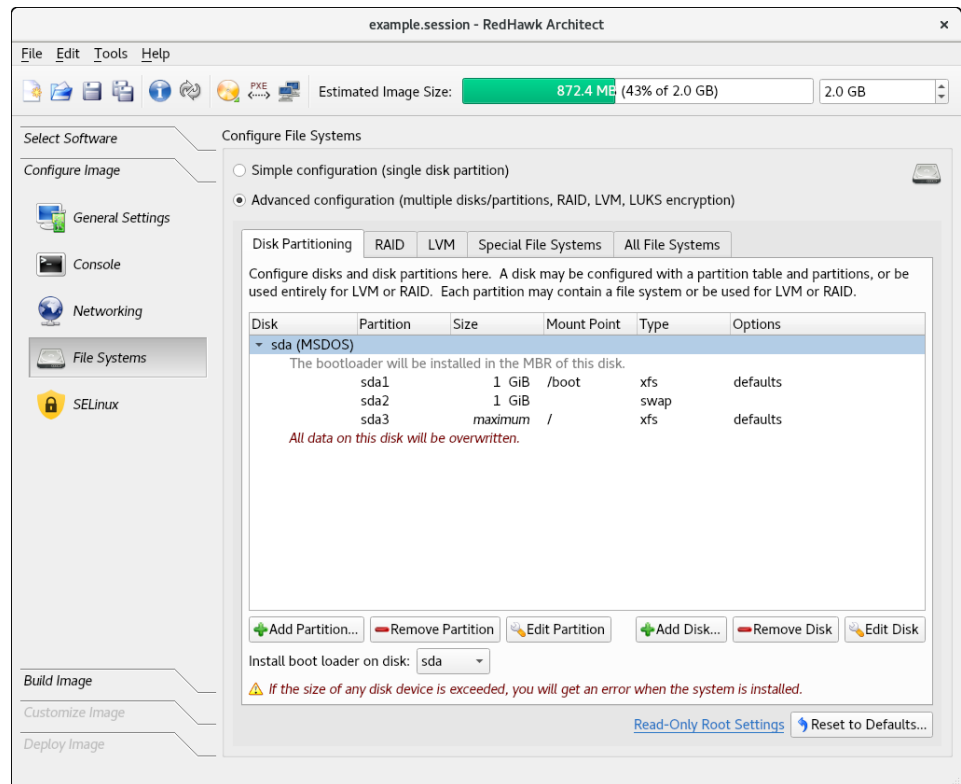 example.session - RedHawk Architect
File Edit Tools Help
PXE
Estimated Image Size: 872.4 MB (43% of 2.0 GB) 2.0 GB
Select Software
Configure Image
General Settings
Console
Networking
File Systems
SELinux
Build Image
Customize Image
Deploy Image
Configure File Systems
Simple configuration (single disk partition)
Advanced configuration (multiple disks/partitions, RAID, LVM, LUKS encryption)
Disk Partitioning RAID LVM Special File Systems All File Systems
Configure disks and disk partitions here. A disk may be configured with a partition table and partitions, or be
used entirely for LVM or RAID. Each partition may contain a file system or be used for LVM or RAID.
Disk Partition Size Mount Point Type Options
sda (MSDOS)
The bootloader will be installed in the MBR of this disk.
sda1 1 GiB /boot xfs defaults
sda2 1 GiB swap
sda3 maximum / xfs defaults
All data on this disk will be overwritten.
Add Partition... Remove Partition Edit Partition Add Disk... Remove Disk Edit Disk
Install boot loader on disk: sda
If the size of any disk device is exceeded, you will get an error when the system is installed.
Read-Only Root Settings Reset to Defaults...